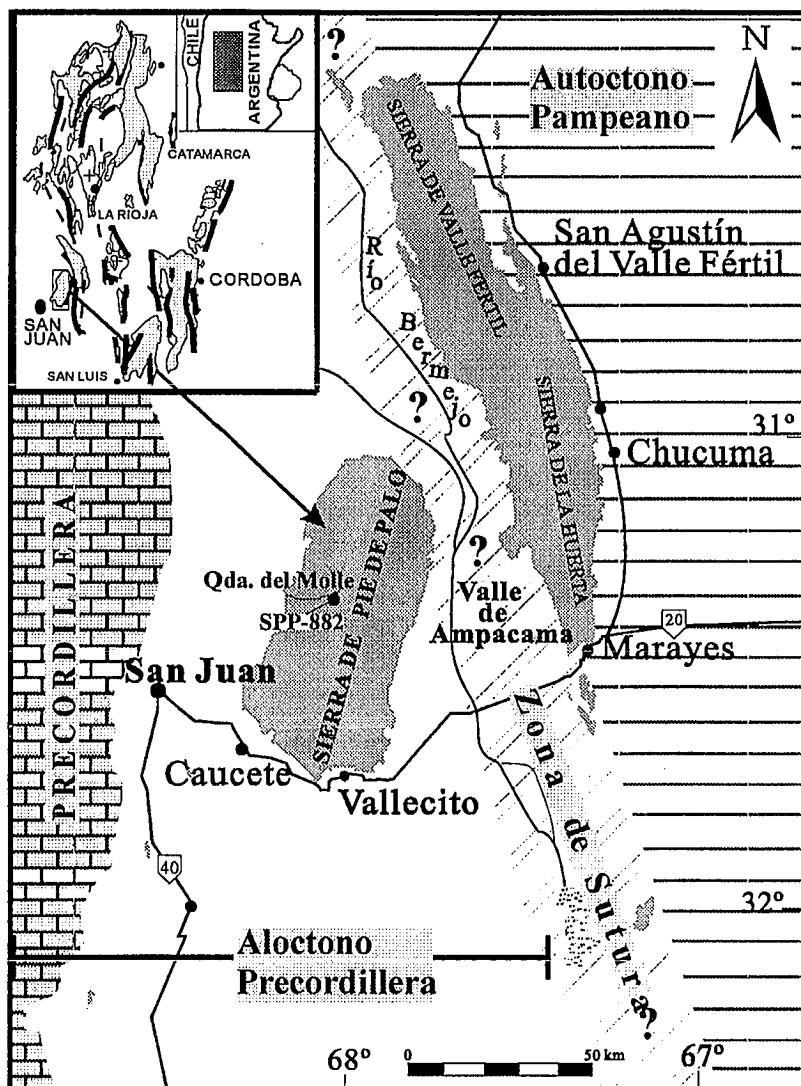 CHILE
ARGENTINA
CATAMARCA
LA RIOJA
CORDOBA
SAN
JUAN
SAN LUIS
?
Autoctono
Pampeano
N
SIERRA DE VALLE FERTIL
San Agustín
del Valle Fértil
Río
Bermejo
?
SIERRA DE LA HUERTA
31º
Chucuma
PRECORDILLERA
SIERRA DE PIE DE PALO
?
Qda. del Molle
SPP-882
Valle
de
Ampacama
20
Marayes
San Juan
Caucete
Vallecito
Zona de Sutura
40
32º
Aloctono
Precordillera
?
68º
0
50 km
67º